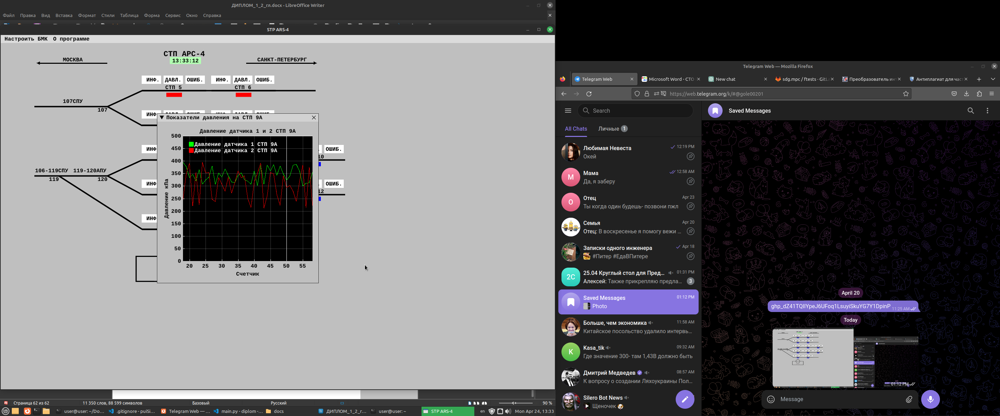 ДИПЛОМ_1_2_гл.docx - LibreOffice Writer
Файл Правка Вид Вставка Формат Стили Таблица Форма Сервис Окно Справка
STP ARS-4
Настроить БМК О программе
СТП АРС-4
13:33:12
МОСКВА
САНКТ-ПЕТЕРБУРГ
ИНФ. ДАВЛ. ОШИБ. ИНФ. ДАВЛ. ОШИБ.
СТП 5 СТП 6
107СПУ
107
ИНФ
Показатели давления на СТП 9А
Давление датчика 1 и 2 СТП 9А
Давление датчика 1 СТП 9А
Давление датчика 2 СТП 9А
500
450
400
350
300
250
200
150
100
50
0
Давление кПа
20 25 30 35 40 45 50 55
Счетчик
ИНФ
ОШИБ.
10
106-119СПУ 119-120АПУ
119 120
ИНФ
ОШИБ.
12
ИНФ
Страница 62 из 62
11 350 слов, 88 599 символов
Базовый
Русский
90 %
user@user: ~/Do...
.gitignore - puiSi...
Telegram Web — ...
main.py - diplom -...
docs
ДИПЛОМ_1_2_г...
user@user: ~
STP ARS-4
en
Mon Apr 24, 13:33
Telegram Web — Mozilla Firefox
Telegram Web
Microsoft Word - СТО
New chat
sdg.mpc / ftests · GitL
Преобразователь инт
Антиплагиат для част
https://web.telegram.org/k/#@gole00201
Search
All Chats Личные 1
Любимая Невеста 12:19 PM
Окей
М
Мама 12:58 AM
Да, я заберу
О
Отец Apr 23
Ты когда один будешь- позвони пжл
Семья Apr 20
Отец: В воскресенье я помогу вежи ...
Записки одного инженера Apr 18
#Питер #ЕдаВПитере
2С
25.04 Круглый стол для Пред... 01:31 PM
Алексей: Также прикрепляю предла... 3
Saved Messages 01:12 PM
Photo
Больше, чем экономика 11:58 AM
Китайское посольство удалило интервь...
K
Kasa_tik 09:32 AM
Где значение 300- там 1,43В должно быть
Дмитрий Медведев 08:57 AM
К вопросу о создании Ляхоукраины Пол...
Silero Bot News
Щеночек
Saved Messages
April 20
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 11:25 AM
Today
01:12 PM
Message